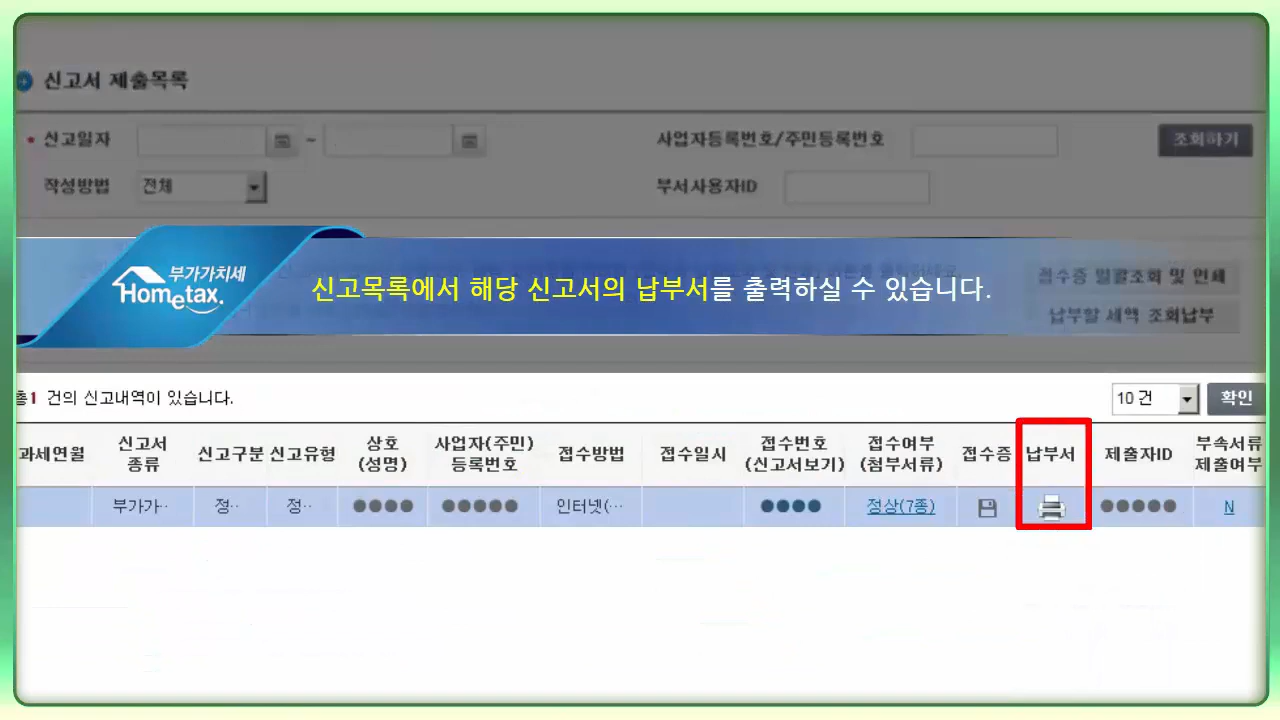 신고서 제출목록
신고일자 ~ 사업자등록번호/주민등록번호 조회하기
작성방법 전체 부서사용자ID
부가가치세
Hometax.
신고목록에서 해당 신고서의 납부서를 출력하실 수 있습니다.
접수증 일괄조회 및 인쇄
납부할 세액 조회납부
총1 건의 신고내역이 있습니다. 10 건 확인
과세연월 신고서 종류 신고구분 신고유형 상호 (성명) 사업자(주민) 등록번호 접수방법 접수일시 접수번호 (신고서보기) 접수여부 (첨부서류) 접수증 납부서 제출자ID 부속서류 제출여부
부가가·· 정·· 정·· ●●●● ●●●●● 인터넷(··· ●●●● 정상(7종) ●●●●● N